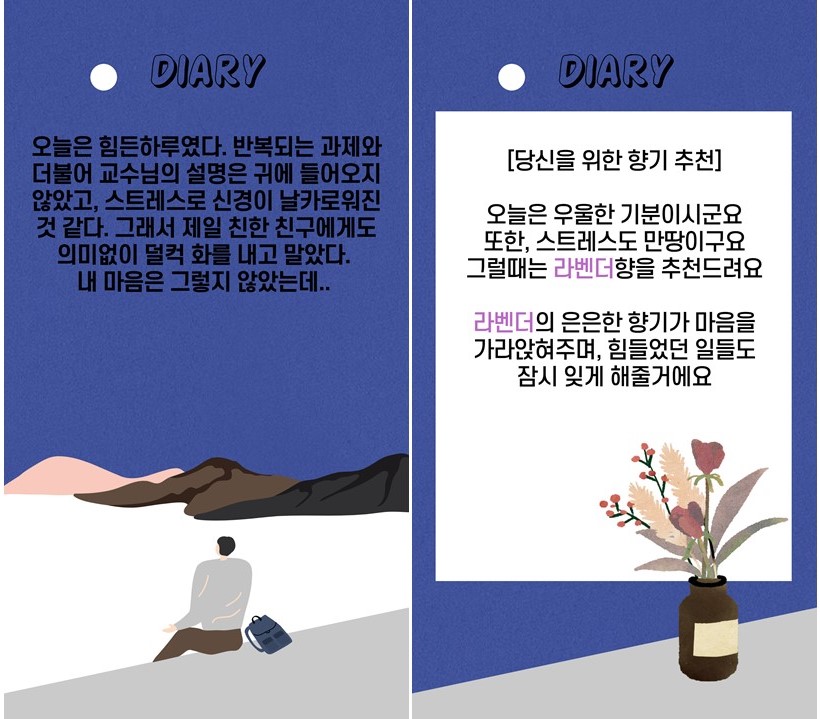 DIARY
오늘은 힘든하루였다. 반복되는 과제와
더불어 교수님의 설명은 귀에 들어오지
않았고, 스트레스로 신경이 날카로워진
것 같다. 그래서 제일 친한 친구에게도
의미없이 덜컥 화를 내고 말았다.
내 마음은 그렇지 않았는데..
DIARY
[당신을 위한 향기 추천]
오늘은 우울한 기분이시군요
또한, 스트레스도 만땅이구요
그럴때는 라벤더향을 추천드려요
라벤더의 은은한 향기가 마음을
가라앉혀주며, 힘들었던 일들도
잠시 잊게 해줄거에요